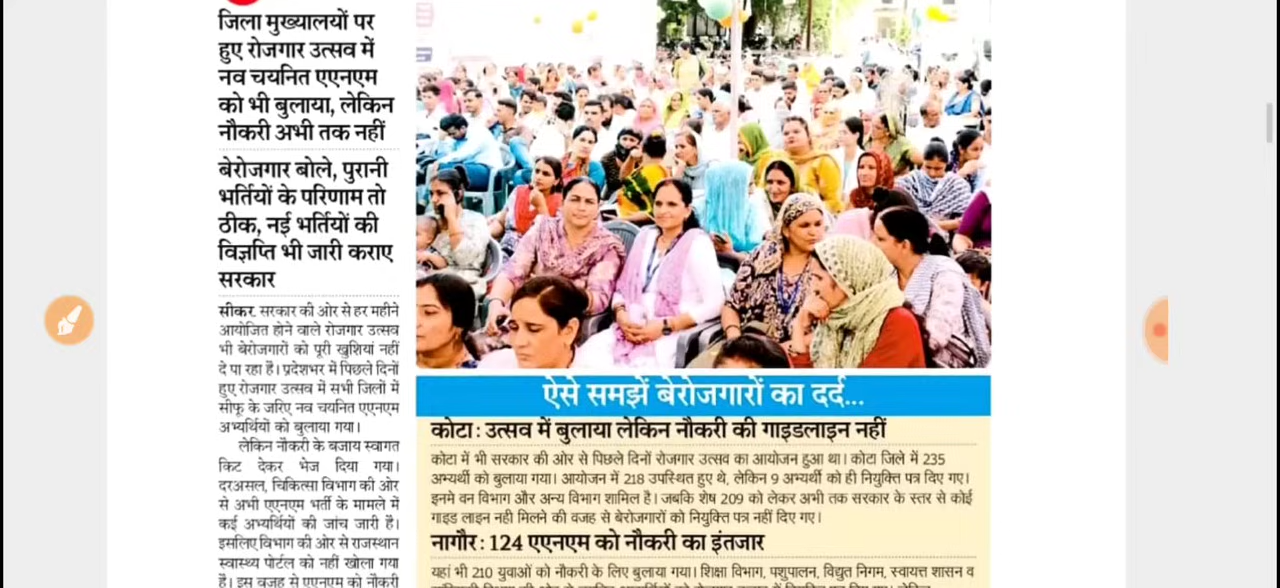 जिला मुख्यालयों पर
हुए रोजगार उत्सव में
नव चयनित एएनएम
को भी बुलाया, लेकिन
नौकरी अभी तक नहीं
बेरोजगार बोले, पुरानी
भर्तियों के परिणाम तो
ठीक, नई भर्तियों की
विज्ञप्ति भी जारी कराए
सरकार
सीकर. सरकार की ओर से हर महीने
आयोजित होने वाले रोजगार उत्सव
भी बेरोजगारों को पूरी खुशियां नहीं
दे पा रहा है। प्रदेशभर में पिछले दिनों
हुए रोजगार उत्सव में सभी जिलों में
सीफू के जरिए नव चयनित एएनएम
अभ्यर्थियों को बुलाया गया।
लेकिन नौकरी के बजाय स्वागत
किट देकर भेज दिया गया।
दरअसल, चिकित्सा विभाग की ओर
से अभी एएनएम भर्ती के मामले में
कई अभ्यर्थियों की जांच जारी है।
इसलिए विभाग की ओर से राजस्थान
स्वास्थ्य पोर्टल को नहीं खोला गया
है। इस वजह से एएनएम को नौकरी
ऐसे समझें बेरोजगारों का दर्द...
कोटा : उत्सव में बुलाया लेकिन नौकरी की गाइडलाइन नहीं
कोटा में भी सरकार की ओर से पिछले दिनों रोजगार उत्सव का आयोजन हुआ था। कोटा जिले में 235
अभ्यर्थी को बुलाया गया। आयोजन में 218 उपस्थित हुए थे, लेकिन 9 अभ्यर्थी को ही नियुक्ति पत्र दिए गए।
इनमे वन विभाग और अन्य विभाग शामिल है। जबकि शेष 209 को लेकर अभी तक सरकार के स्तर से कोई
गाइड लाइन नही मिलने की वजह से बेरोजगारों को नियुक्ति पत्र नहीं दिए गए।
नागौर : 124 एएनएम को नौकरी का इंतजार
यहां भी 210 युवाओं को नौकरी के लिए बुलाया गया। शिक्षा विभाग, पशुपालन, विद्युत निगम, स्वायत्त शासन व